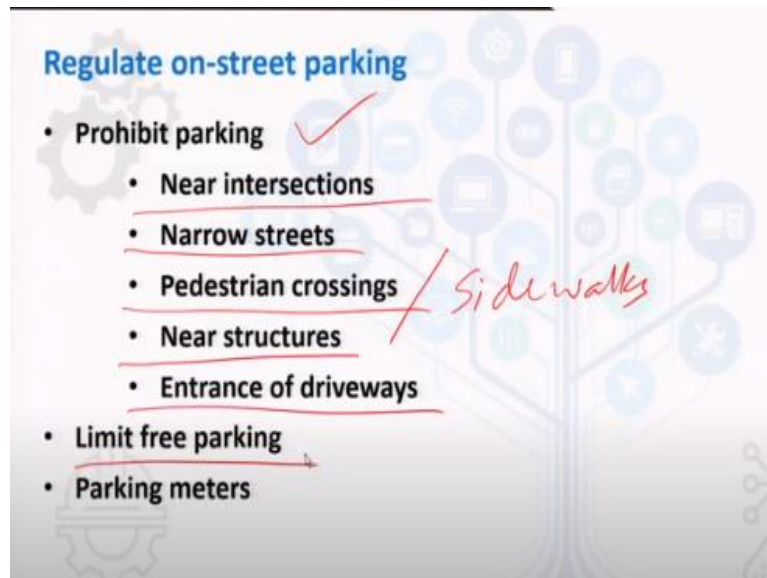 Regulate on-street parking
• Prohibit parking
• Near intersections
• Narrow streets
• Pedestrian crossings / Sidewalks
• Near structures
• Entrance of driveways
• Limit free parking
• Parking meters